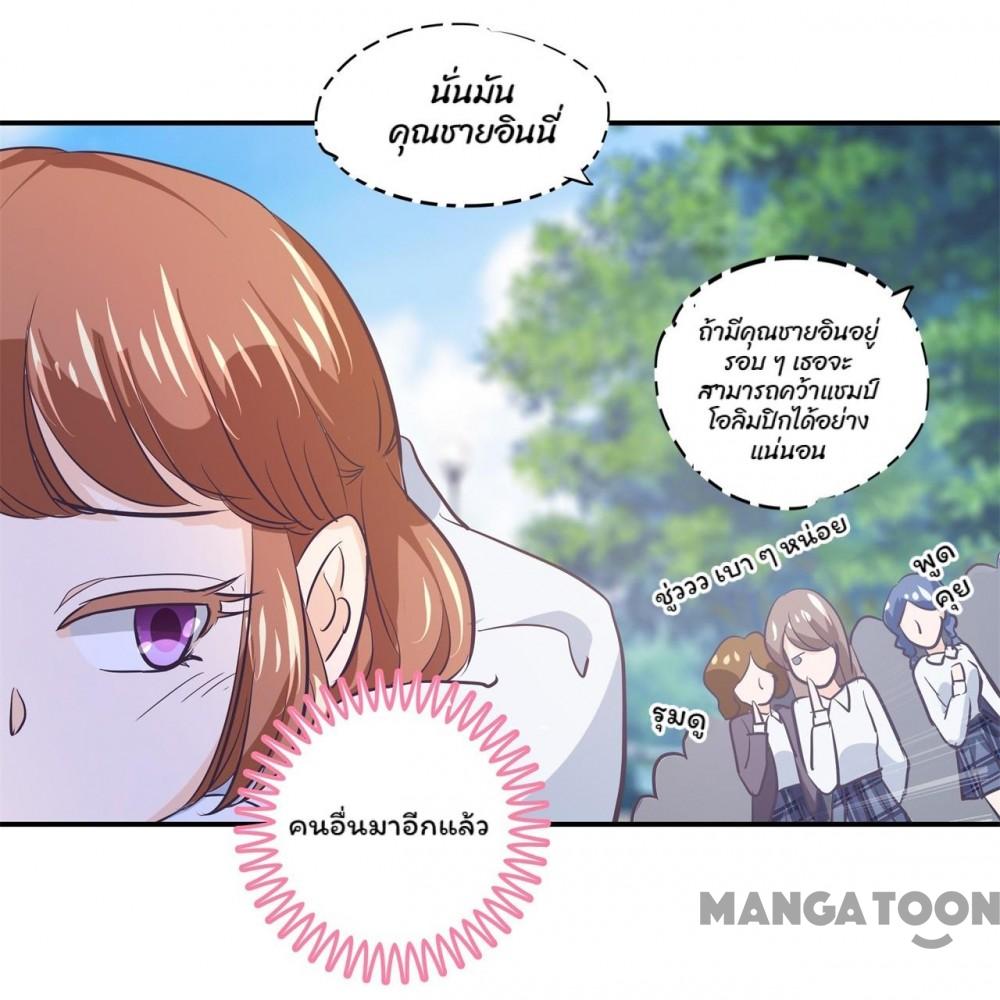 นั่นมัน
คุณชายอินนี่
ถ้ามีคุณชายอินอยู่
รอบ ๆ เธอจะ
สามารถคว้าแชมป์
โอลิมปิกได้อย่าง
แน่นอน
ชู่ววว เบา ๆ หน่อย
พูด
คุย
รุมดู
คนอื่นมาอีกแล้ว
MANGATOON